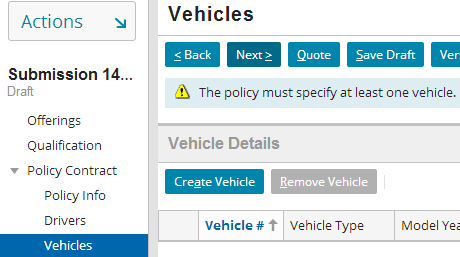 Actions
Submission 14...
Draft
Offerings
Qualification
Policy Contract
Policy Info
Drivers
Vehicles
Vehicles
< Back
Next >
Quote
Save Draft
Ver
The policy must specify at least one vehicle.
Vehicle Details
Create Vehicle
Remove Vehicle
Vehicle #
Vehicle Type
Model Yea